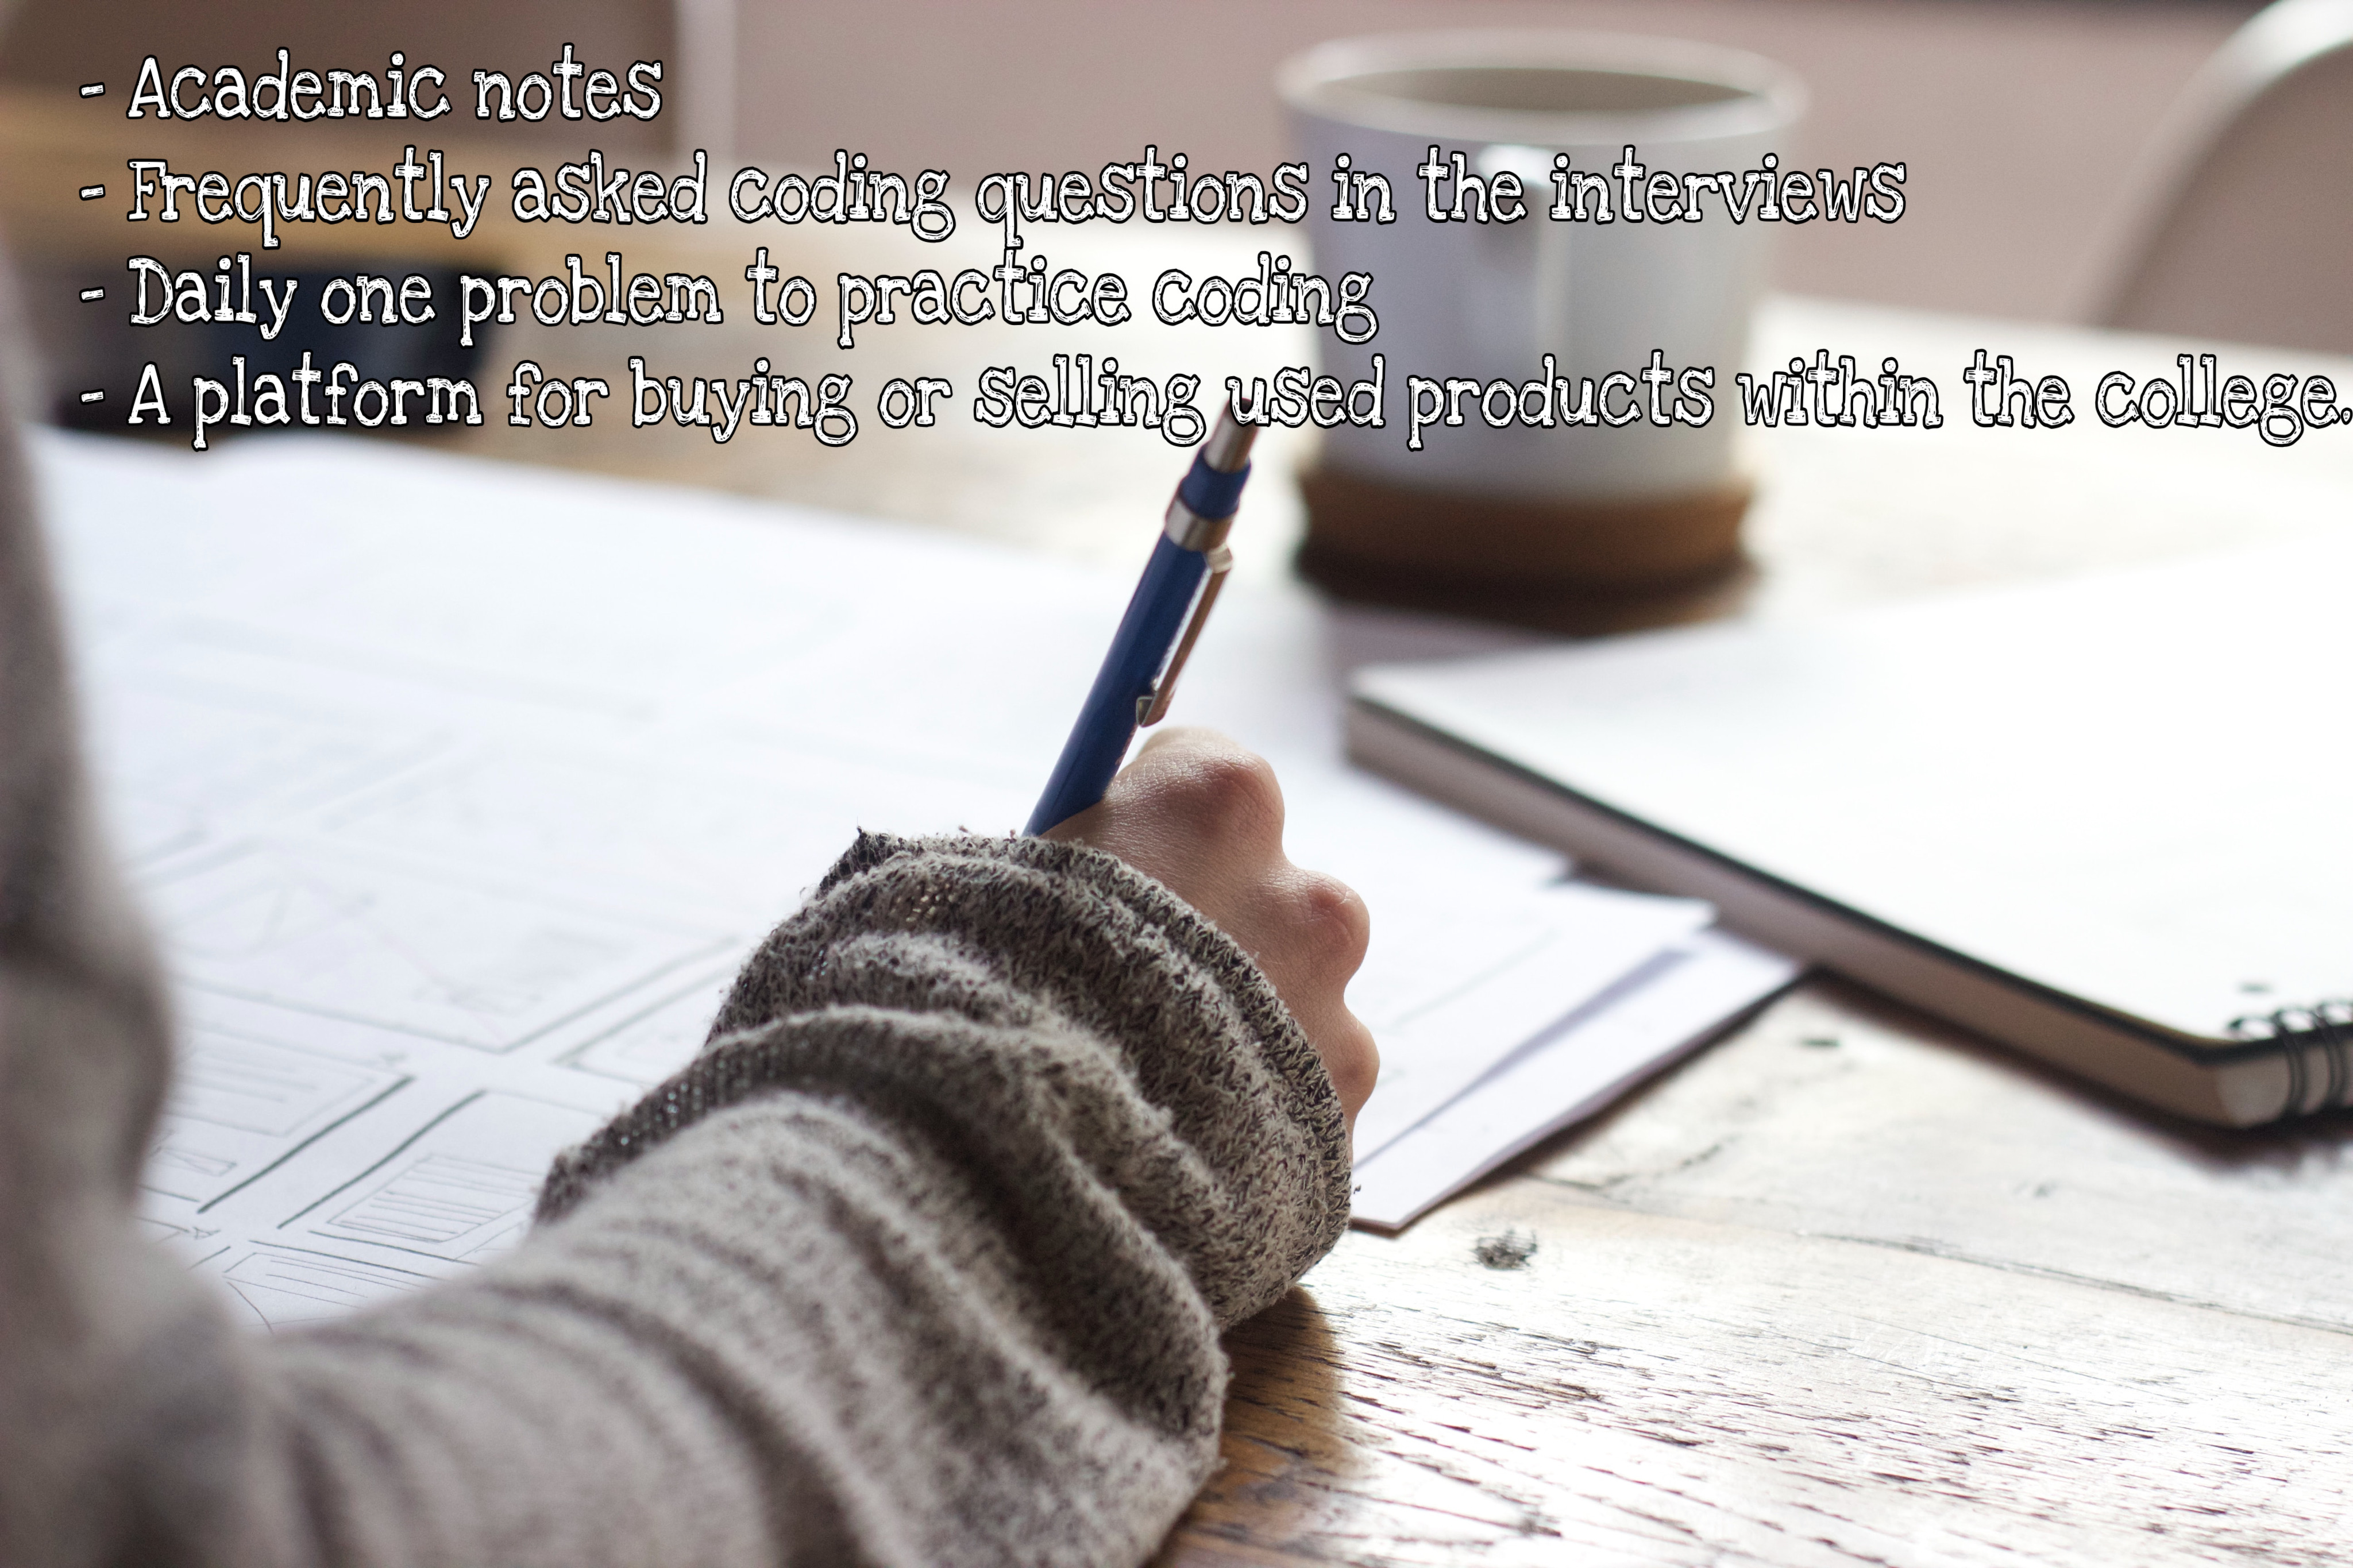 - Academic notes
- Frequently asked coding questions in the interviews
- Daily one problem to practice coding
- A platform for buying or selling used products within the college.